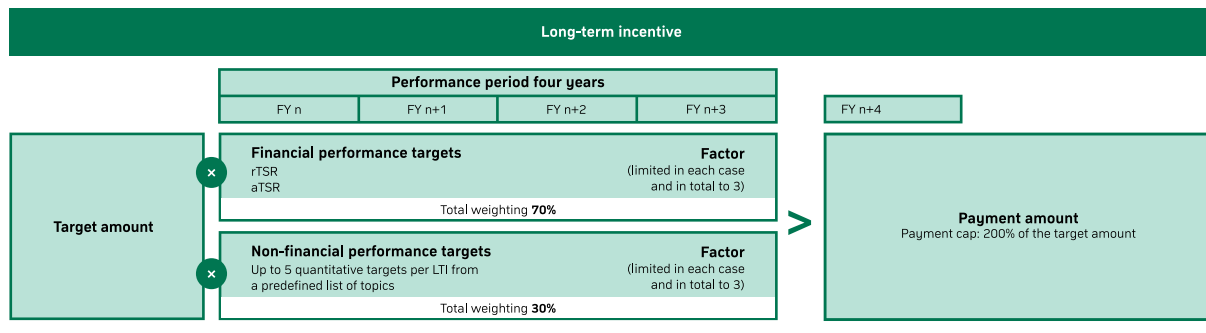 Long-term incentive
Performance period four years
FY n
FY n+1
FY n+2
FY n+3
FY n+4
Target amount
×
Financial performance targets
rTSR
aTSR
Factor
(limited in each case
and in total to 3)
Total weighting 70%
×
Non-financial performance targets
Up to 5 quantitative targets per LTI from
a predefined list of topics
Factor
(limited in each case
and in total to 3)
Total weighting 30%
>
Payment amount
Payment cap: 200% of the target amount